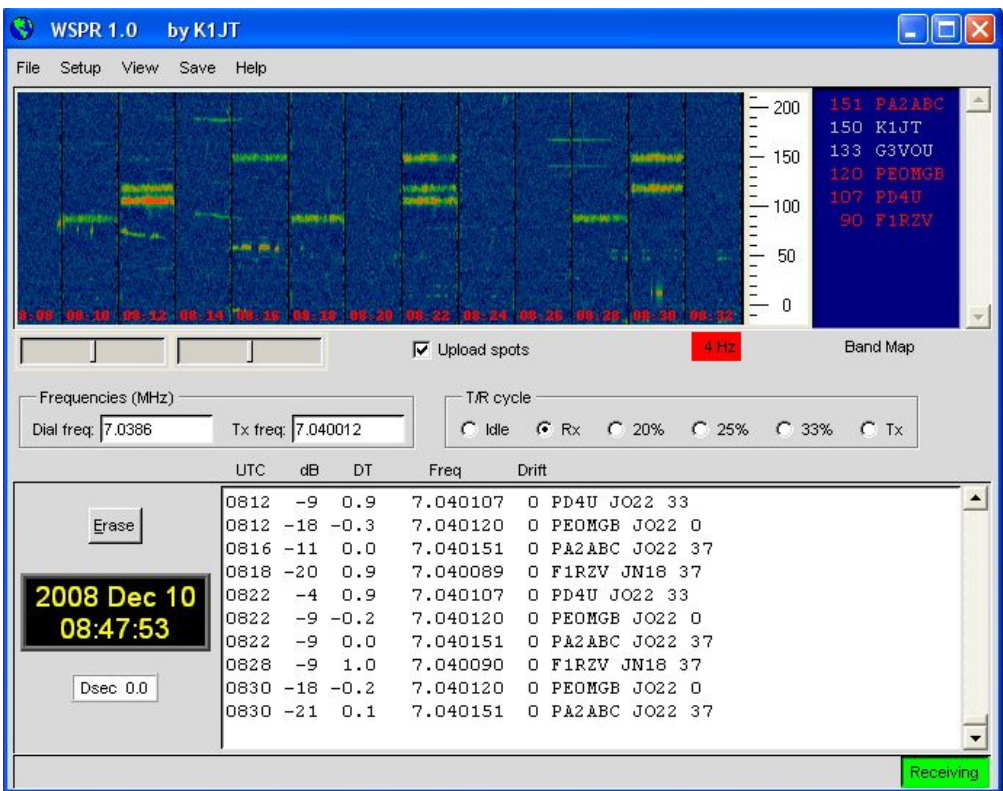 WSPR 1.0 by K1JT
File Setup View Save Help
200
150
100
50
0
151 PA2ABC
150 K1JT
133 G3VOU
120 PE0MGB
107 PD4U
90 F1RZV
8:08 08:10 08:12 08:14 08:16 08:18 08:20 08:22 08:24 08:26 08:28 08:30 08:32
Upload spots
4 Hz
Band Map
Frequencies (MHz)
Dial freq: 7.0386 Tx freq: 7.040012
T/R cycle
Idle Rx 20% 25% 33% Tx
UTC dB DT Freq Drift
0812 -9 0.9 7.040107 0 PD4U JO22 33
0812 -18 -0.3 7.040120 0 PE0MGB JO22 0
0816 -11 0.0 7.040151 0 PA2ABC JO22 37
0818 -20 0.9 7.040089 0 F1RZV JN18 37
0822 -4 0.9 7.040107 0 PD4U JO22 33
0822 -9 -0.2 7.040120 0 PE0MGB JO22 0
0822 -9 0.0 7.040151 0 PA2ABC JO22 37
0828 -9 1.0 7.040090 0 F1RZV JN18 37
0830 -18 -0.2 7.040120 0 PE0MGB JO22 0
0830 -21 0.1 7.040151 0 PA2ABC JO22 37
Erase
2008 Dec 10
08:47:53
Dsec 0.0
Receiving